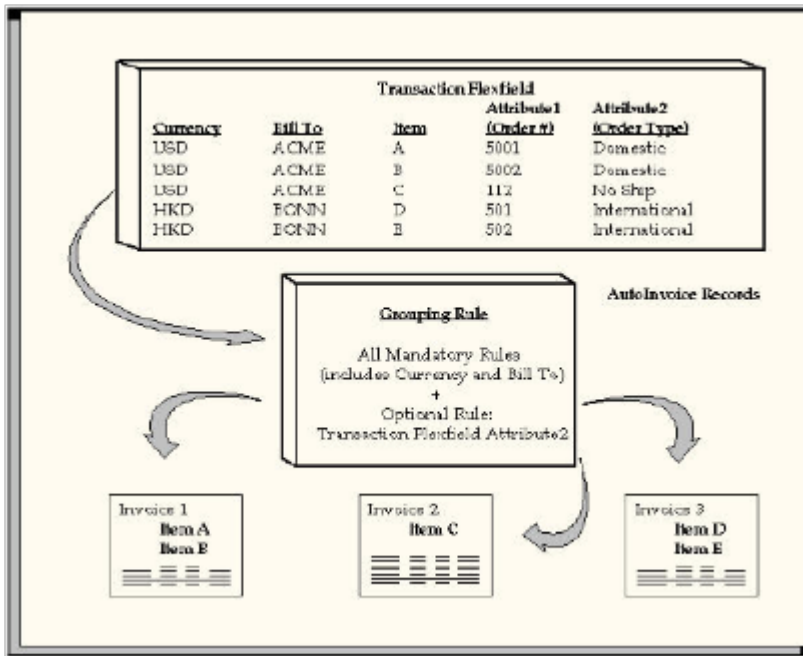 Transaction Flexfield
Currency Bill To Item Attribute1 (Order #) Attribute2 (Order Type)
USD ACME A 5001 Domestic
USD ACME B 5002 Domestic
USD ACME C 112 No Ship
HKD BONN D 501 International
HKD BONN E 502 International
AutoInvoice Records
Grouping Rule
All Mandatory Rules
(includes Currency and Bill To)
+
Optional Rule:
Transaction Flexfield Attribute2
Invoice 1
Item A
Item B
Invoice 2
Item C
Invoice 3
Item D
Item E